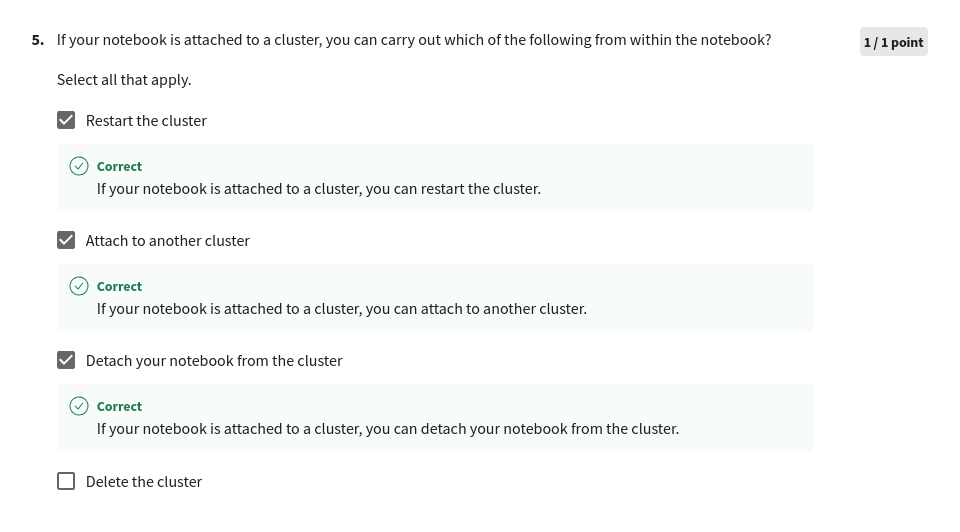 5. If your notebook is attached to a cluster, you can carry out which of the following from within the notebook?
1 / 1 point
Select all that apply.
Restart the cluster
Correct
If your notebook is attached to a cluster, you can restart the cluster.
Attach to another cluster
Correct
If your notebook is attached to a cluster, you can attach to another cluster.
Detach your notebook from the cluster
Correct
If your notebook is attached to a cluster, you can detach your notebook from the cluster.
Delete the cluster